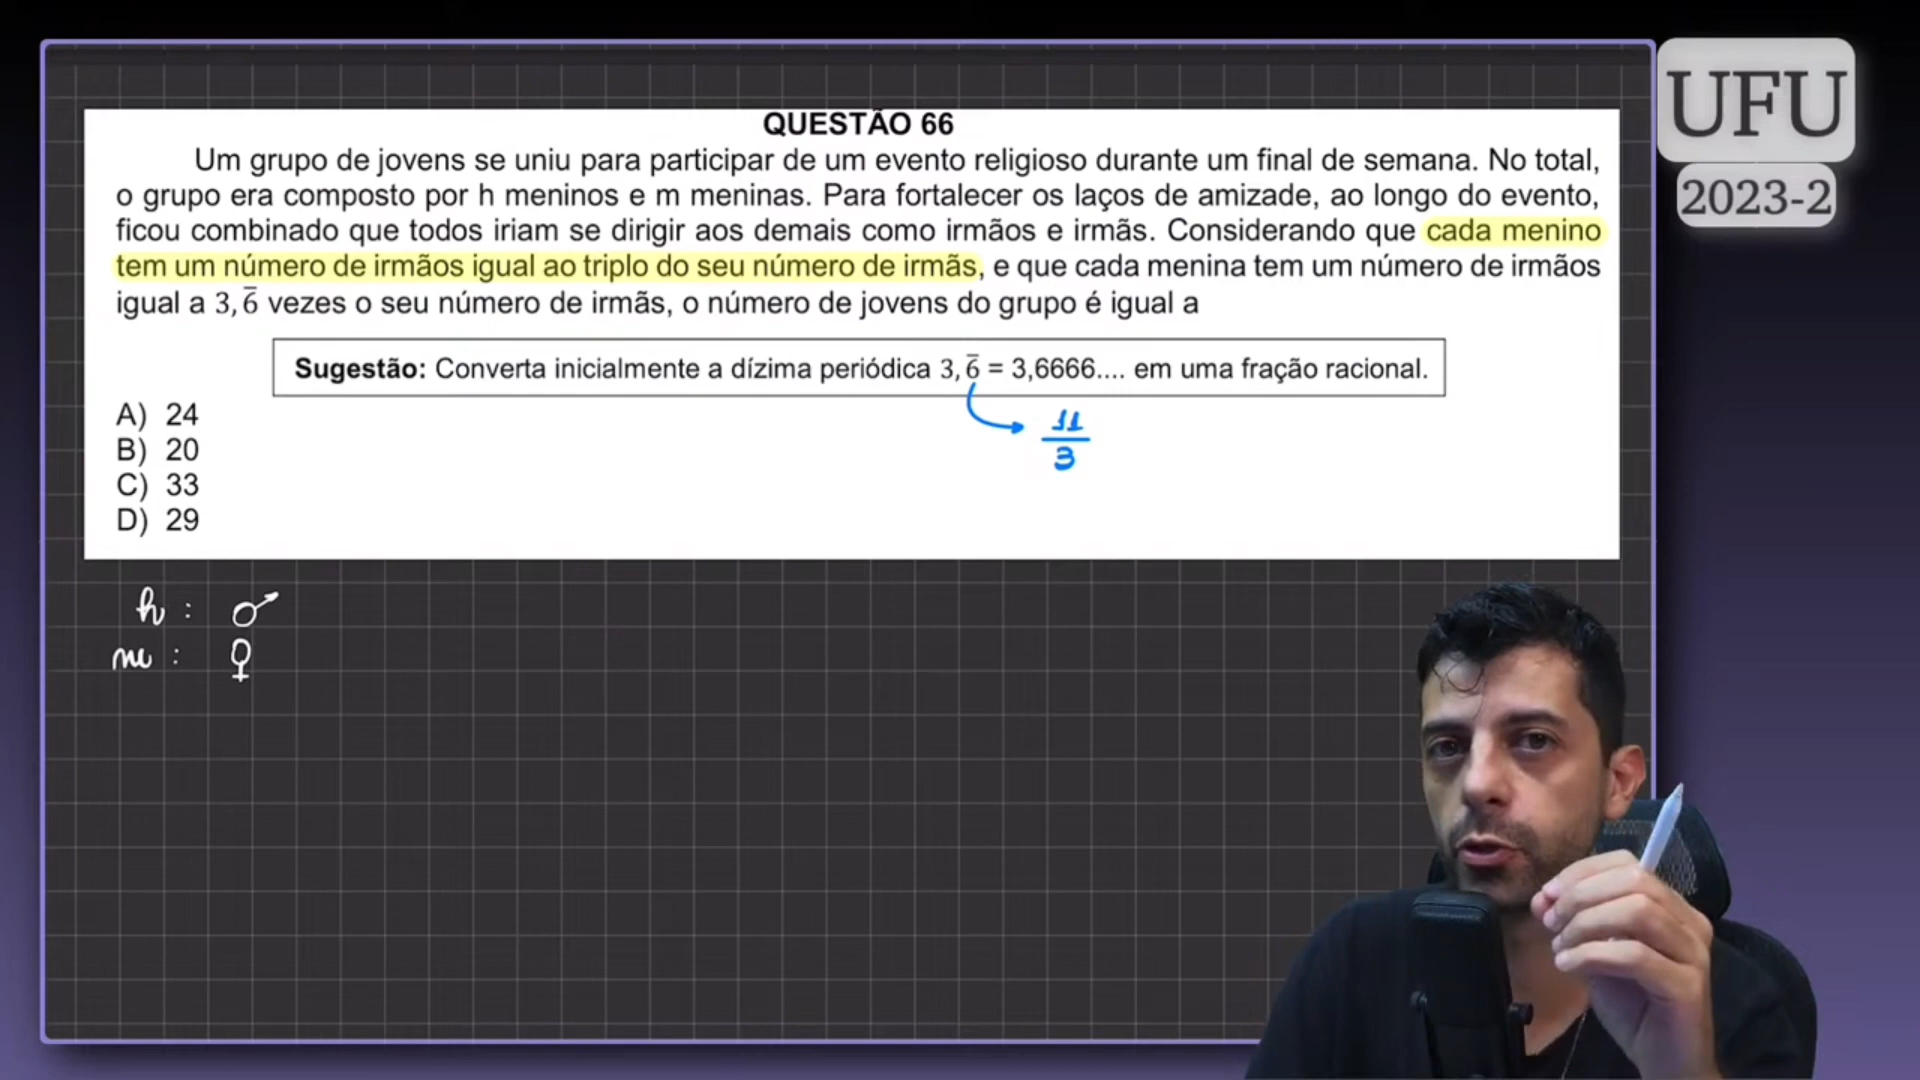 UFU
2023-2
QUESTÃO 66
Um grupo de jovens se uniu para participar de um evento religioso durante um final de semana. No total,
o grupo era composto por h meninos e m meninas. Para fortalecer os laços de amizade, ao longo do evento,
ficou combinado que todos iriam se dirigir aos demais como irmãos e irmãs. Considerando que cada menino
tem um número de irmãos igual ao triplo do seu número de irmãs, e que cada menina tem um número de irmãos
igual a 3,6̅ vezes o seu número de irmãs, o número de jovens do grupo é igual a
Sugestão: Converta inicialmente a dízima periódica 3,6̅ = 3,6666.... em uma fração racional.
A) 24
B) 20
C) 33
D) 29
11
3
h : ♂
m : ♀